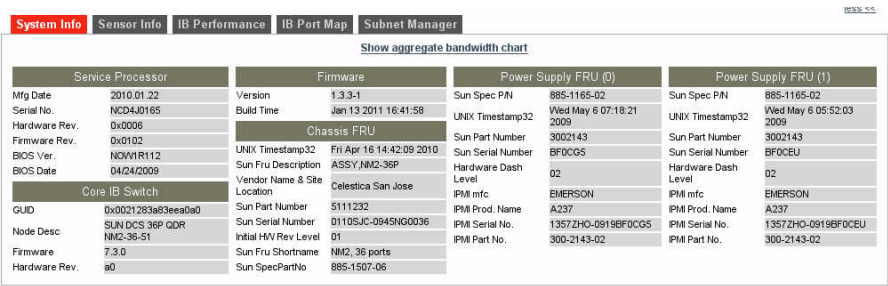 less <<
System Info Sensor Info IB Performance IB Port Map Subnet Manager
Show aggregate bandwidth chart
Service Processor
Mfg Date 2010.01.22
Serial No. NCD4J0165
Hardware Rev. 0x0006
Firmware Rev. 0x0102
BIOS Ver. NOW1R112
BIOS Date 04/24/2009
Core IB Switch
GUID 0x0021283a83eea0a0
Node Desc SUN DCS 36P QDR
NM2-36-51
Firmware 7.3.0
Hardware Rev. a0
Firmware
Version 1.3.3-1
Build Time Jan 13 2011 16:41:58
Chassis FRU
UNIX Timestamp32 Fri Apr 16 14:42:09 2010
Sun Fru Description ASSY,NM2-36P
Vendor Name & Site
Location Celestica San Jose
Sun Part Number 5111232
Sun Serial Number 0110SJC-0945NG0036
Initial HW Rev Level 01
Sun Fru Shortname NM2, 36 ports
Sun SpecPartNo 885-1507-06
Power Supply FRU (0)
Sun Spec P/N 885-1165-02
UNIX Timestamp32 Wed May 6 07:18:21
2009
Sun Part Number 3002143
Sun Serial Number BF0CG5
Hardware Dash
Level 02
IPMI mfc EMERSON
IPMI Prod. Name A237
IPMI Serial No. 1357ZHO-0919BF0CG5
IPMI Part No. 300-2143-02
Power Supply FRU (1)
Sun Spec P/N 885-1165-02
UNIX Timestamp32 Wed May 6 05:52:03
2009
Sun Part Number 3002143
Sun Serial Number BF0CEU
Hardware Dash
Level 02
IPMI mfc EMERSON
IPMI Prod. Name A237
IPMI Serial No. 1357ZHO-0919BF0CEU
IPMI Part No. 300-2143-02